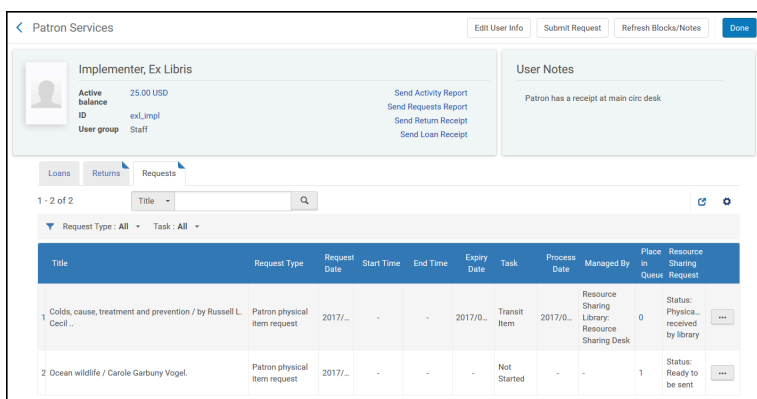 Patron Services
Edit User Info
Submit Request
Refresh Blocks/Notes
Done
Implementer, Ex Libris
Active balance 25.00 USD
ID exl_impl
User group Staff
Send Activity Report
Send Requests Report
Send Return Receipt
Send Loan Receipt
User Notes
Patron has a receipt at main circ desk
Loans Returns Requests
1 - 2 of 2 Title
Request Type : All Task : All
Title Request Type Request Date Start Time End Time Expiry Date Task Process Date Managed By Place in Queue Resource Sharing Request
1 Colds, cause, treatment and prevention / by Russell L. Cecil .. Patron physical item request 2017/... - - 2017/0... Transit Item 2017/0... Resource Sharing Library: Resource Sharing Desk 0 Status: Physica... received by library ...
2 Ocean wildlife / Carole Garbuny Vogel. Patron physical item request 2017/... - - - Not Started - - 1 Status: Ready to be sent ...